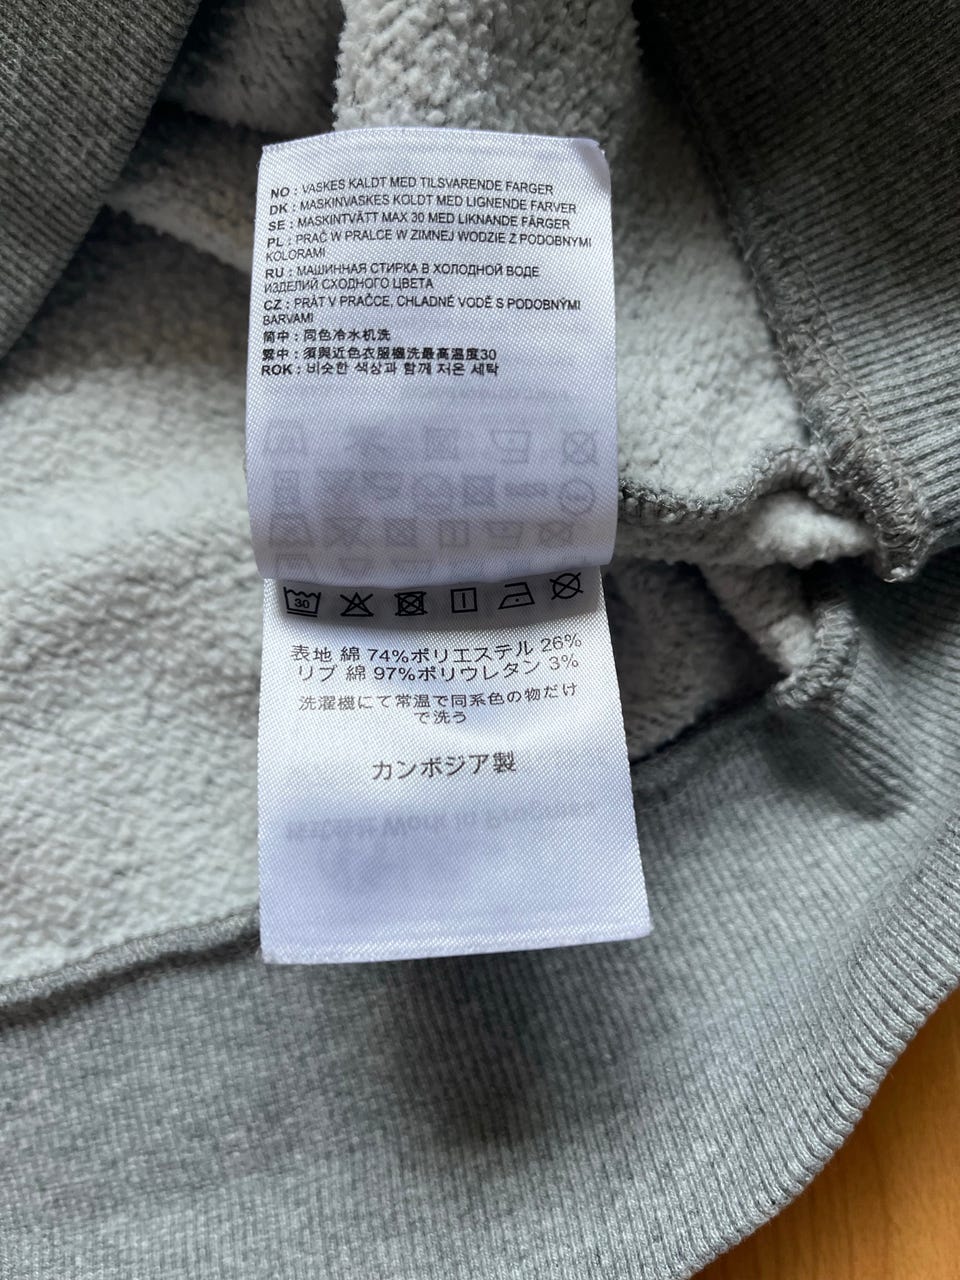 NO : VASKES KALDT MED TILSVARENDE FARGER
DK : MASKINVASKES KOLDT MED LIGNENDE FARVER
SE : MASKINTVÄTT MAX 30 MED LIKNANDE FÄRGER
PL : PRAĆ W PRALCE W ZIMNEJ WODZIE Z PODOBNYMI
KOLORAMI
RU : МАШИННАЯ СТИРКА В ХОЛОДНОЙ ВОДЕ
ИЗДЕЛИЙ СХОДНОГО ЦВЕТА
CZ : PRÁT V PRAČCE, CHLADNÉ VODĚ S PODOBNÝMI
BARVAMI
简中 : 同色冷水机洗
繁中 : 須與近色衣服機洗最高溫度30
ROK : 비슷한 색상과 함께 저온 세탁
30
表地 綿 74%ポリエステル 26%
リブ 綿 97%ポリウレタン 3%
洗濯機にて常温で同系色の物だけ
で洗う
カンボジア製
Work in Progress